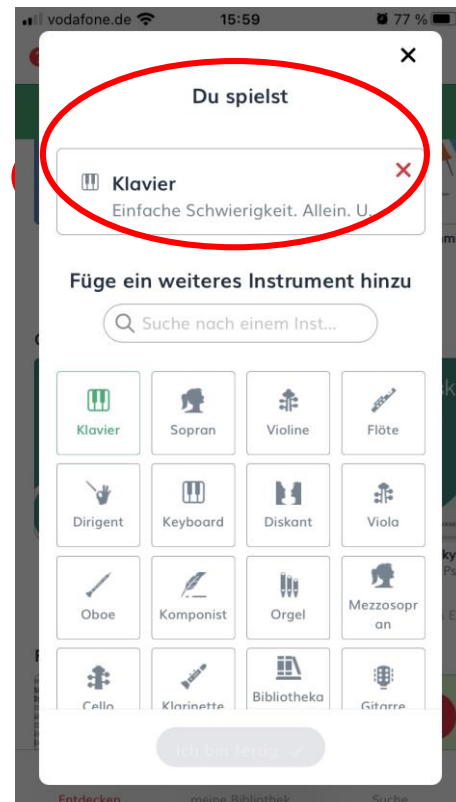 vodafone.de 15:59 77 %
Du spielst
Klavier
Einfache Schwierigkeit. Allein. U.
Füge ein weiteres Instrument hinzu
Suche nach einem Inst...
Klavier Sopran Violine Flöte
Dirigent Keyboard Diskant Viola
Oboe Komponist Orgel Mezzosopr
an
Cello Klarinette Bibliotheka Gitarre
Ich bin fertig
Entdecken meine Bibliothek Suche